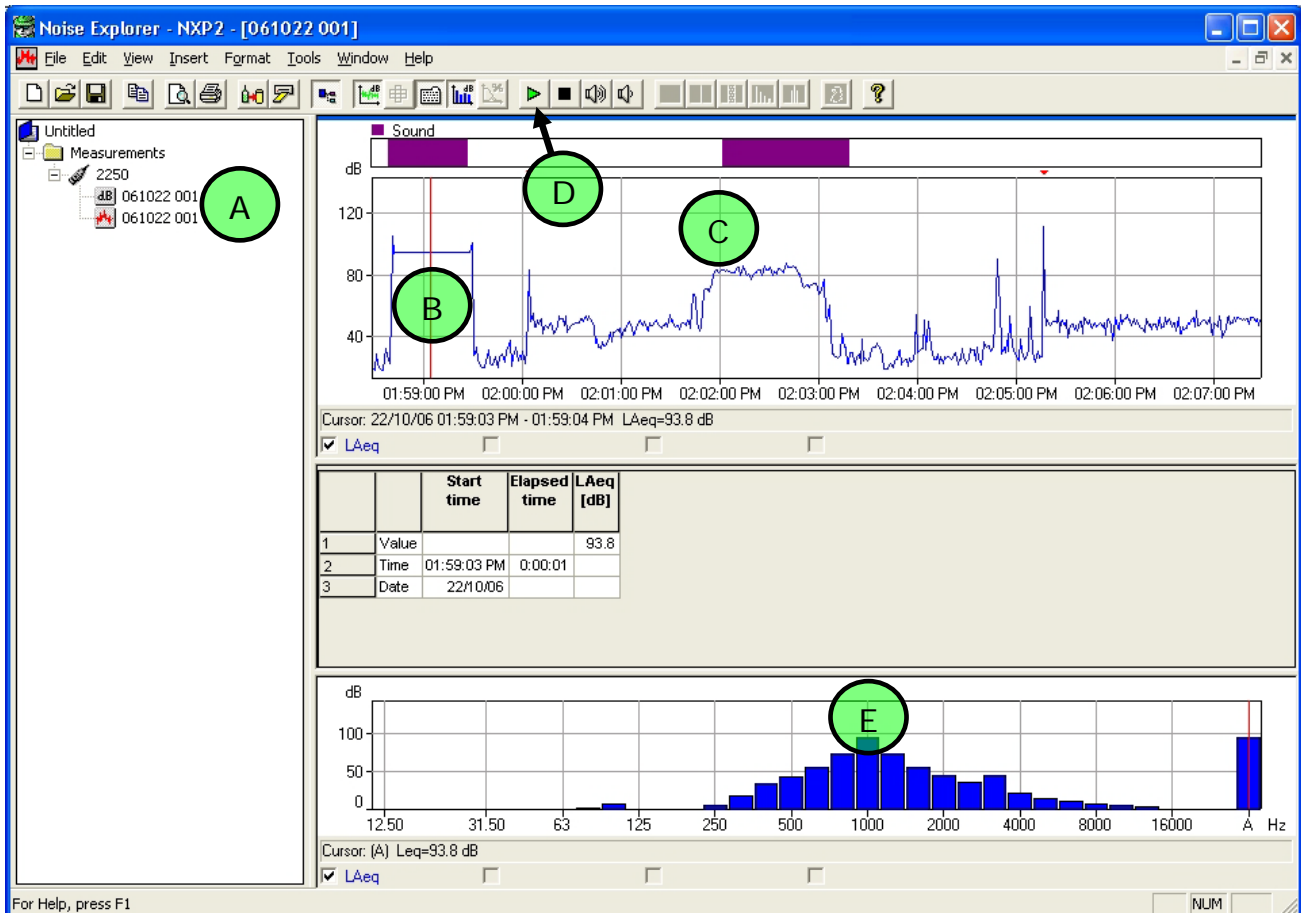 Noise Explorer - NXP2 - [061022 001]
File Edit View Insert Format Tools Window Help
Untitled
Measurements
2250
dB 061022 001
061022 001
A
Sound
dB
120
80
40
B
C
D
01:59:00 PM 02:00:00 PM 02:01:00 PM 02:02:00 PM 02:03:00 PM 02:04:00 PM 02:05:00 PM 02:06:00 PM 02:07:00 PM
Cursor: 22/10/06 01:59:03 PM - 01:59:04 PM LAeq=93.8 dB
LAeq
Start time Elapsed time LAeq [dB]
1 Value 93.8
2 Time 01:59:03 PM 0:00:01
3 Date 22/10/06
dB
100
50
0
E
12.50 31.50 63 125 250 500 1000 2000 4000 8000 16000 A Hz
Cursor: (A) Leq=93.8 dB
LAeq
For Help, press F1 NUM